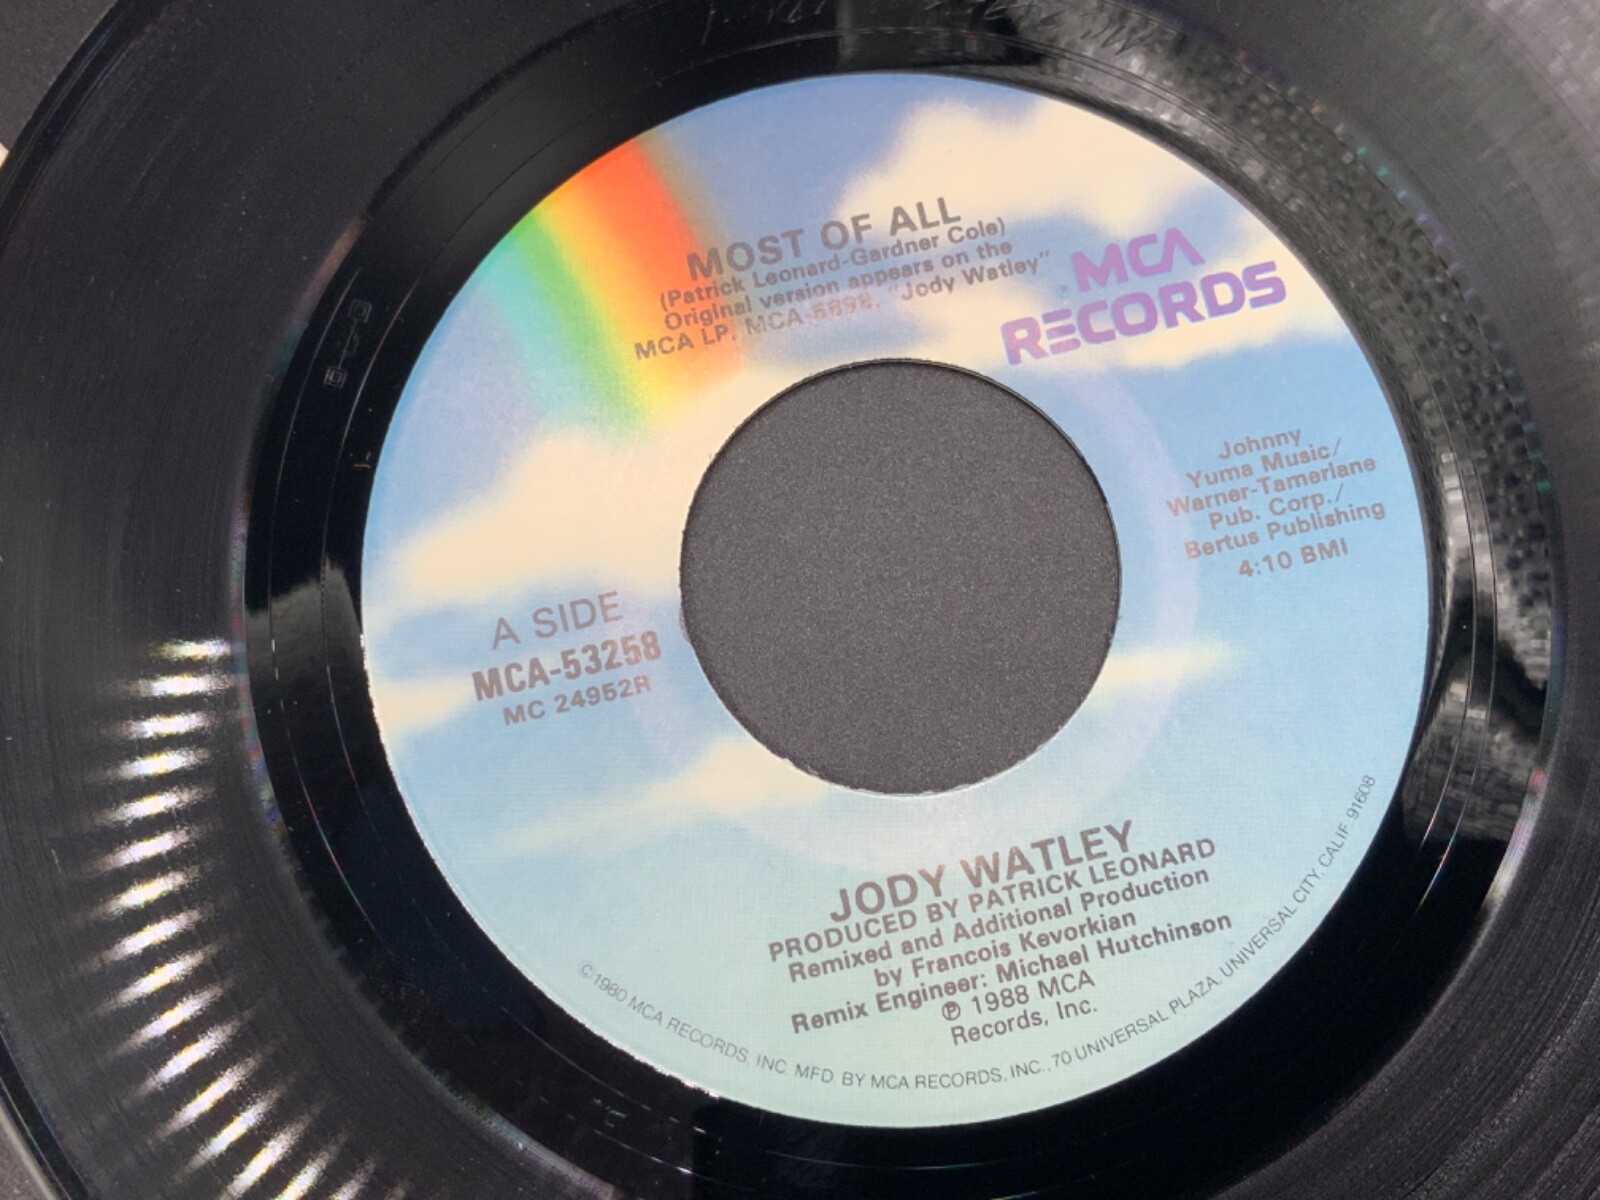 MOST OF ALL
(Patrick Leonard-Gardner Cole)
Original version appears on the
MCA LP, MCA-5898. "Jody Watley"
MCA
RECORDS
Johnny
Yuma Music/
Warner-Tamerlane
Pub. Corp./
Bertus Publishing
4:10 BMI
A SIDE
MCA-53258
MC 24952R
JODY WATLEY
PRODUCED BY PATRICK LEONARD
Remixed and Additional Production
by Francois Kevorkian
Remix Engineer: Michael Hutchinson
℗ 1988 MCA
Records, Inc.
©1980 MCA RECORDS, INC. MFD. BY MCA RECORDS, INC., 70 UNIVERSAL PLAZA, UNIVERSAL CITY, CALIF. 91608